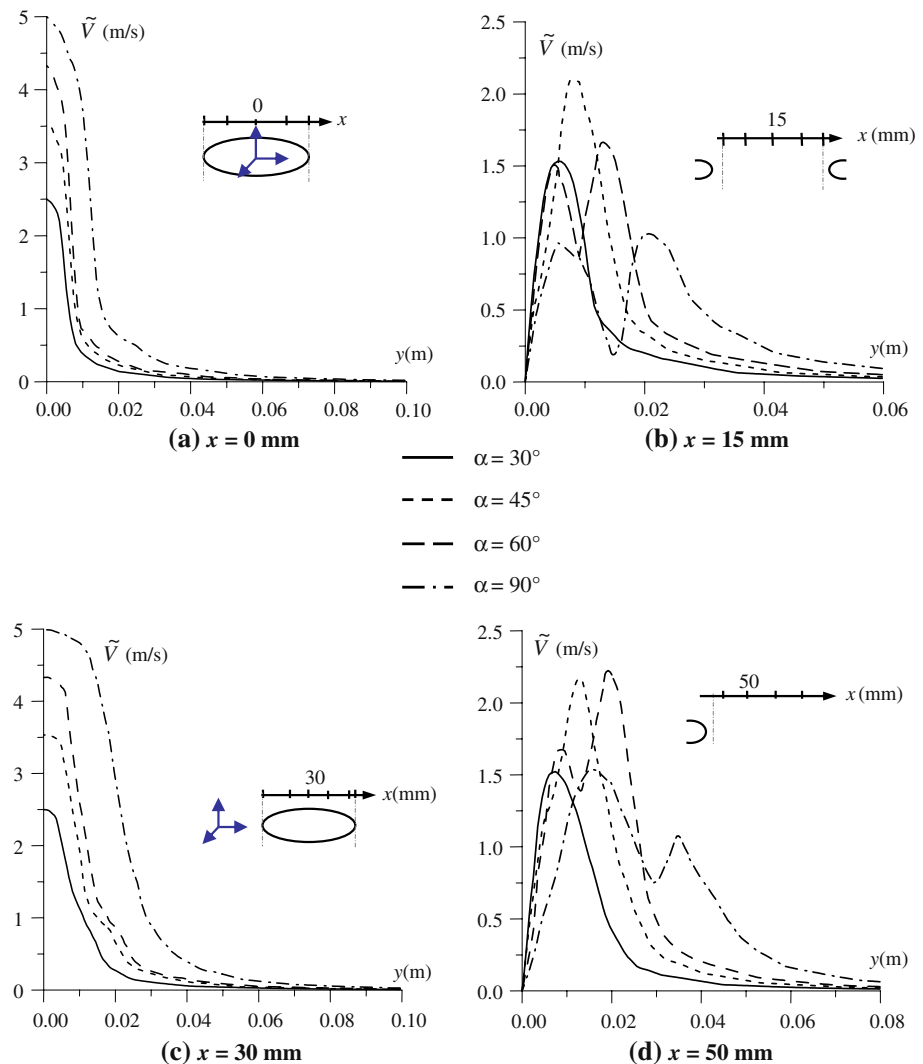 5
Ṽ (m/s)
4
3
2
1
0
0
x
y(m)
0.00 0.02 0.04 0.06 0.08 0.10
(a) x = 0 mm
2.5
Ṽ (m/s)
2.0
1.5
1.0
0.5
0.0
15
x (mm)
y(m)
0.00 0.02 0.04 0.06
(b) x = 15 mm
α = 30°
α = 45°
α = 60°
α = 90°
5
Ṽ (m/s)
4
3
2
1
0
30
x(mm)
y(m)
0.00 0.02 0.04 0.06 0.08 0.10
(c) x = 30 mm
2.5
Ṽ (m/s)
2.0
1.5
1.0
0.5
0.0
50
x (mm)
y(m)
0.00 0.02 0.04 0.06 0.08
(d) x = 50 mm